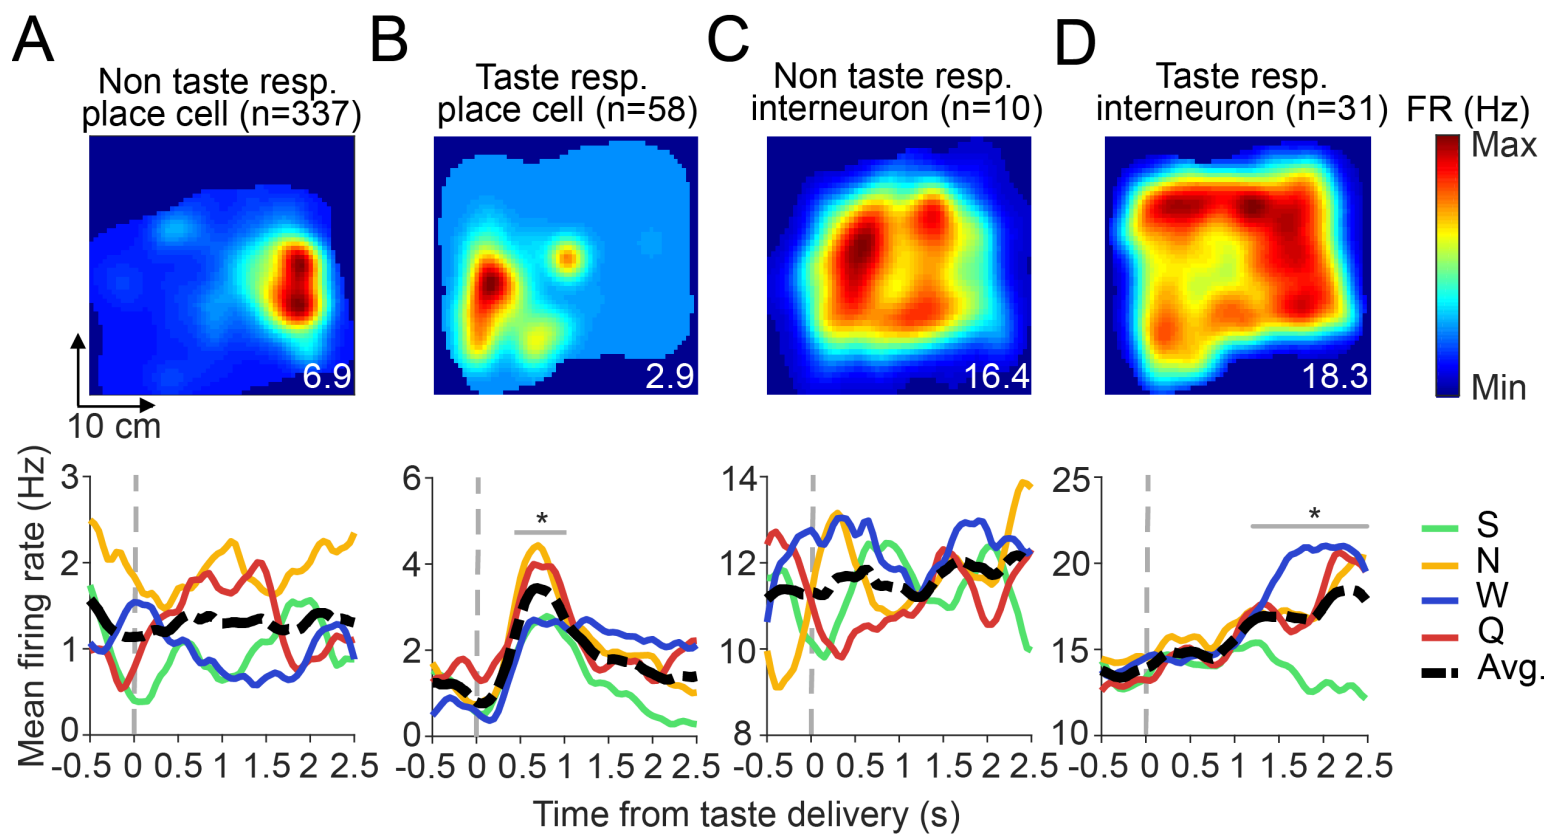 A
B
C
D
Non taste resp.
place cell (n=337)
Taste resp.
place cell (n=58)
Non taste resp.
interneuron (n=10)
Taste resp.
interneuron (n=31)
FR (Hz)
Max
Min
6.9
2.9
16.4
18.3
10 cm
Mean firing rate (Hz)
3
2
1
0
-0.5 0 0.5 1 1.5 2 2.5
6
4
2
0
*
-0.5 0 0.5 1 1.5 2 2.5
14
12
10
8
-0.5 0 0.5 1 1.5 2 2.5
25
20
15
10
*
-0.5 0 0.5 1 1.5 2 2.5
S
N
W
Q
Avg.
Time from taste delivery (s)